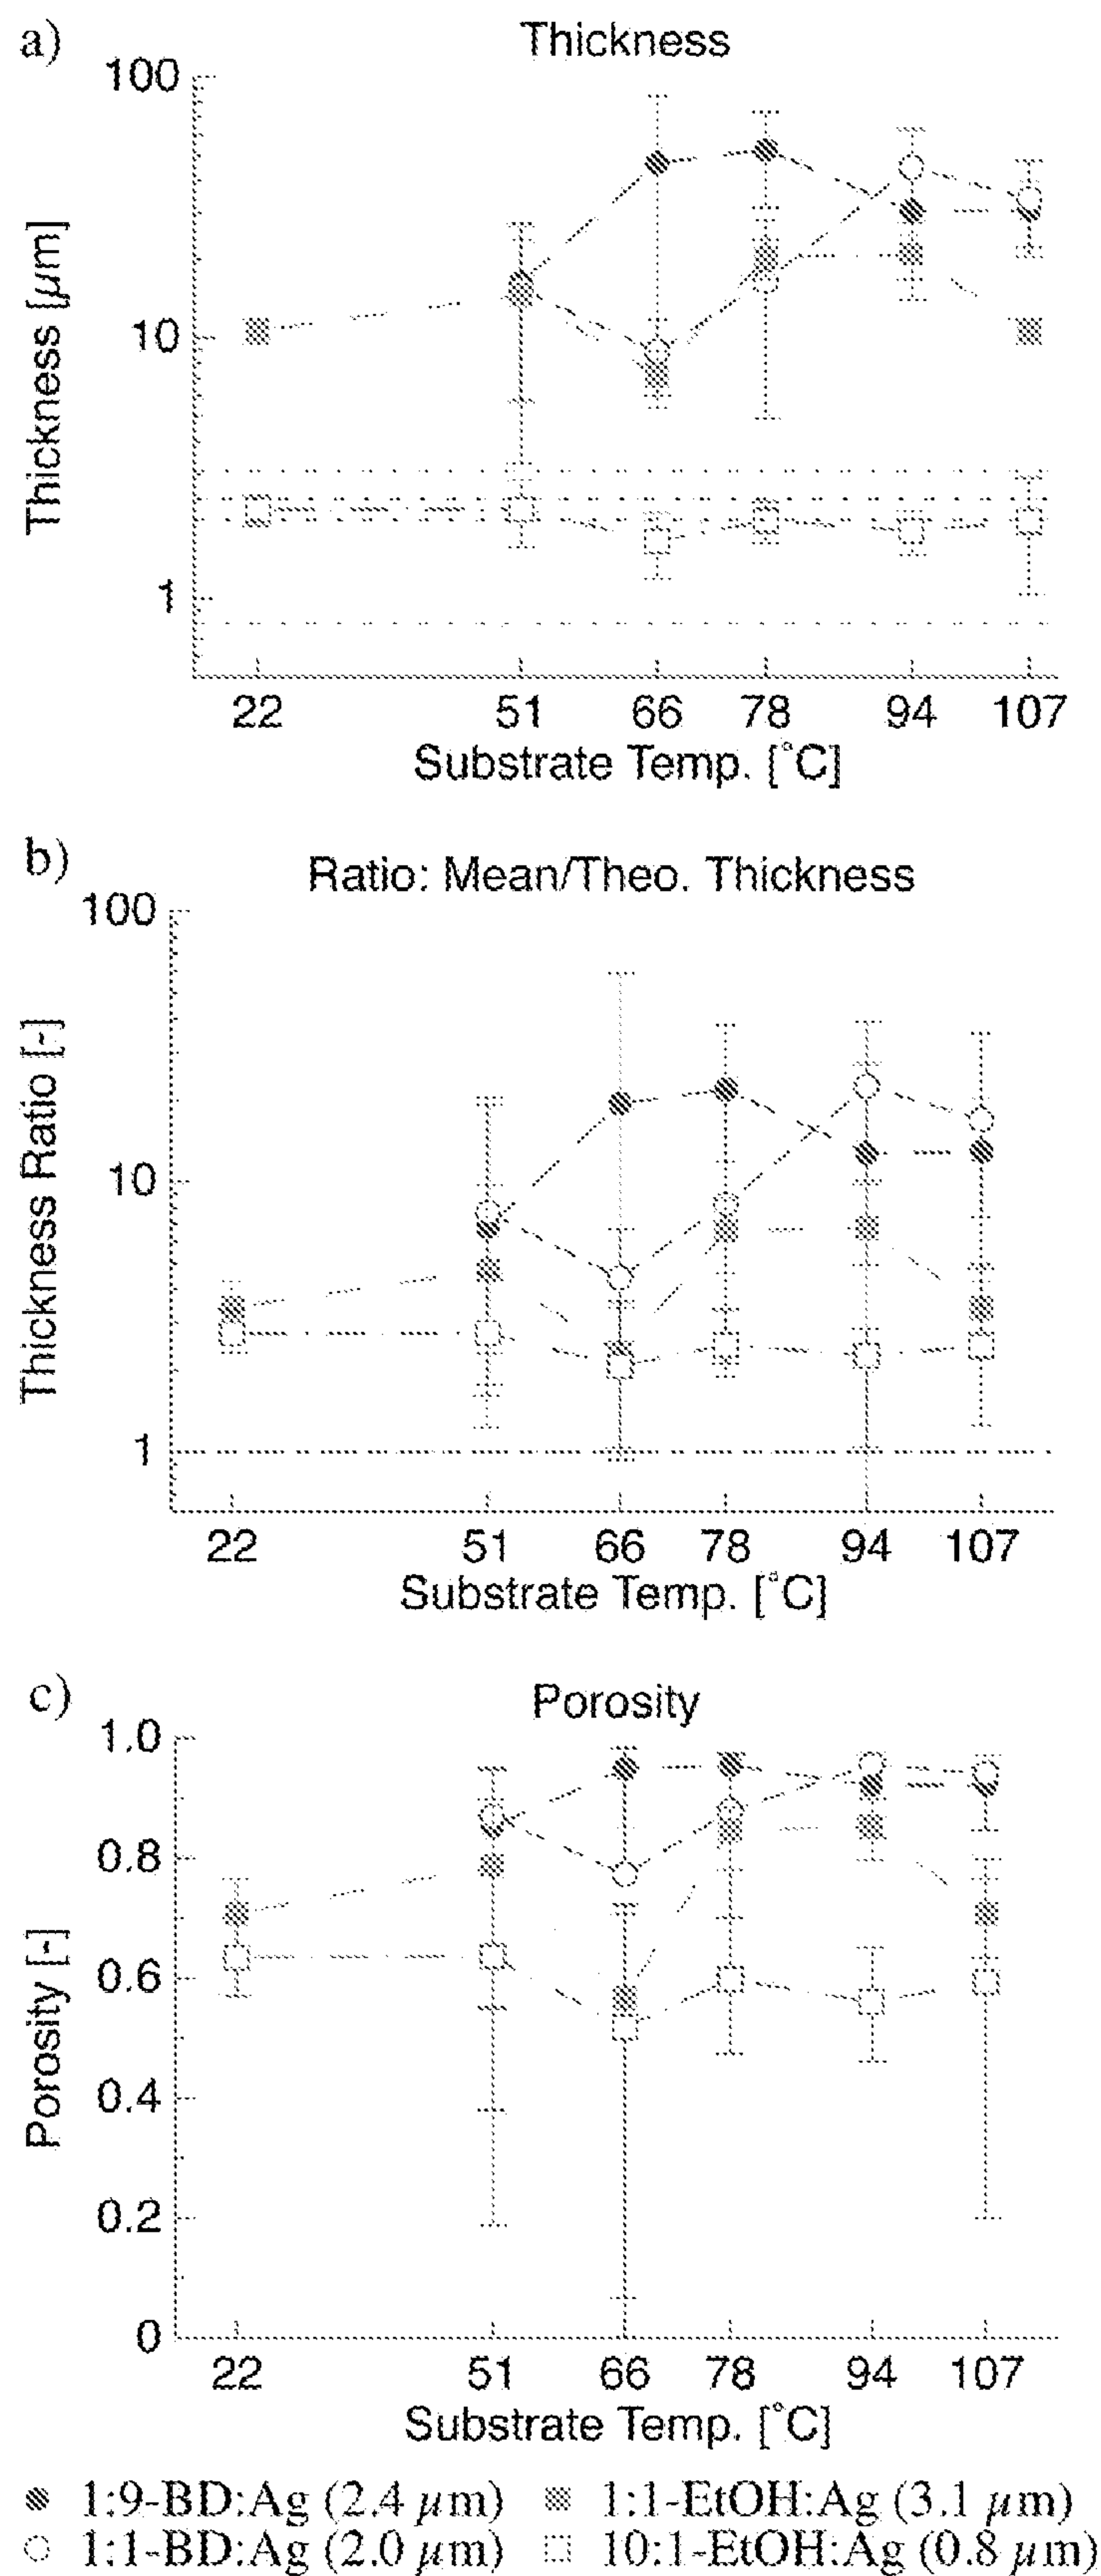 a)
Thickness
100
10
1
Thickness [µm]
22 51 66 78 94 107
Substrate Temp. [°C]
b)
Ratio: Mean/Theo. Thickness
100
10
1
Thickness Ratio [-]
22 51 66 78 94 107
Substrate Temp. [°C]
c)
Porosity
1.0
0.8
0.6
0.4
0.2
0
Porosity [-]
22 51 66 78 94 107
Substrate Temp. [°C]
1:9-BD:Ag (2.4 µm) 1:1-EtOH:Ag (3.1 µm)
1:1-BD:Ag (2.0 µm) 10:1-EtOH:Ag (0.8 µm)